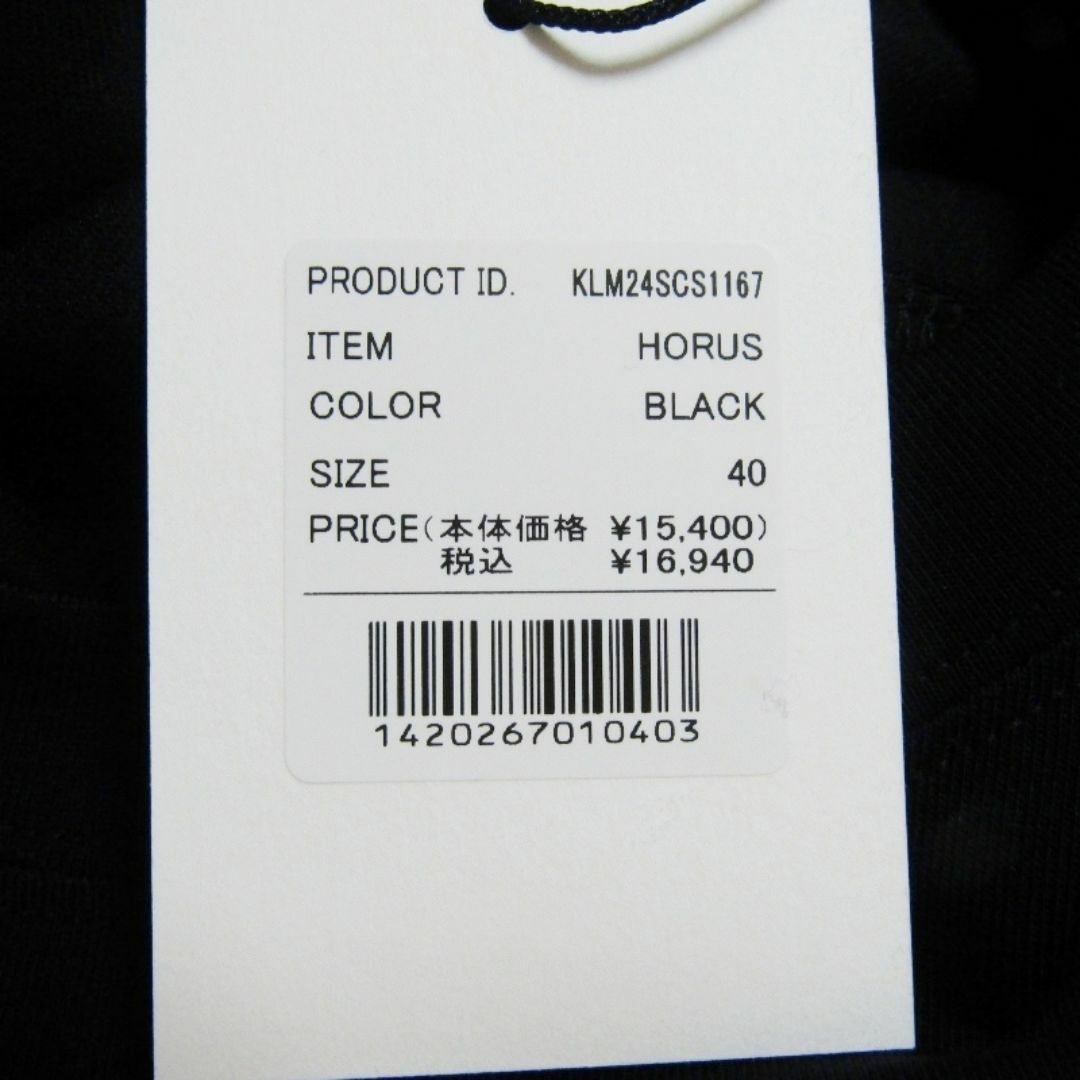 PRODUCT ID. KLM24SCS1167
ITEM HORUS
COLOR BLACK
SIZE 40
PRICE(本体価格 ¥15,400)
税込 ¥16,940
1420267010403